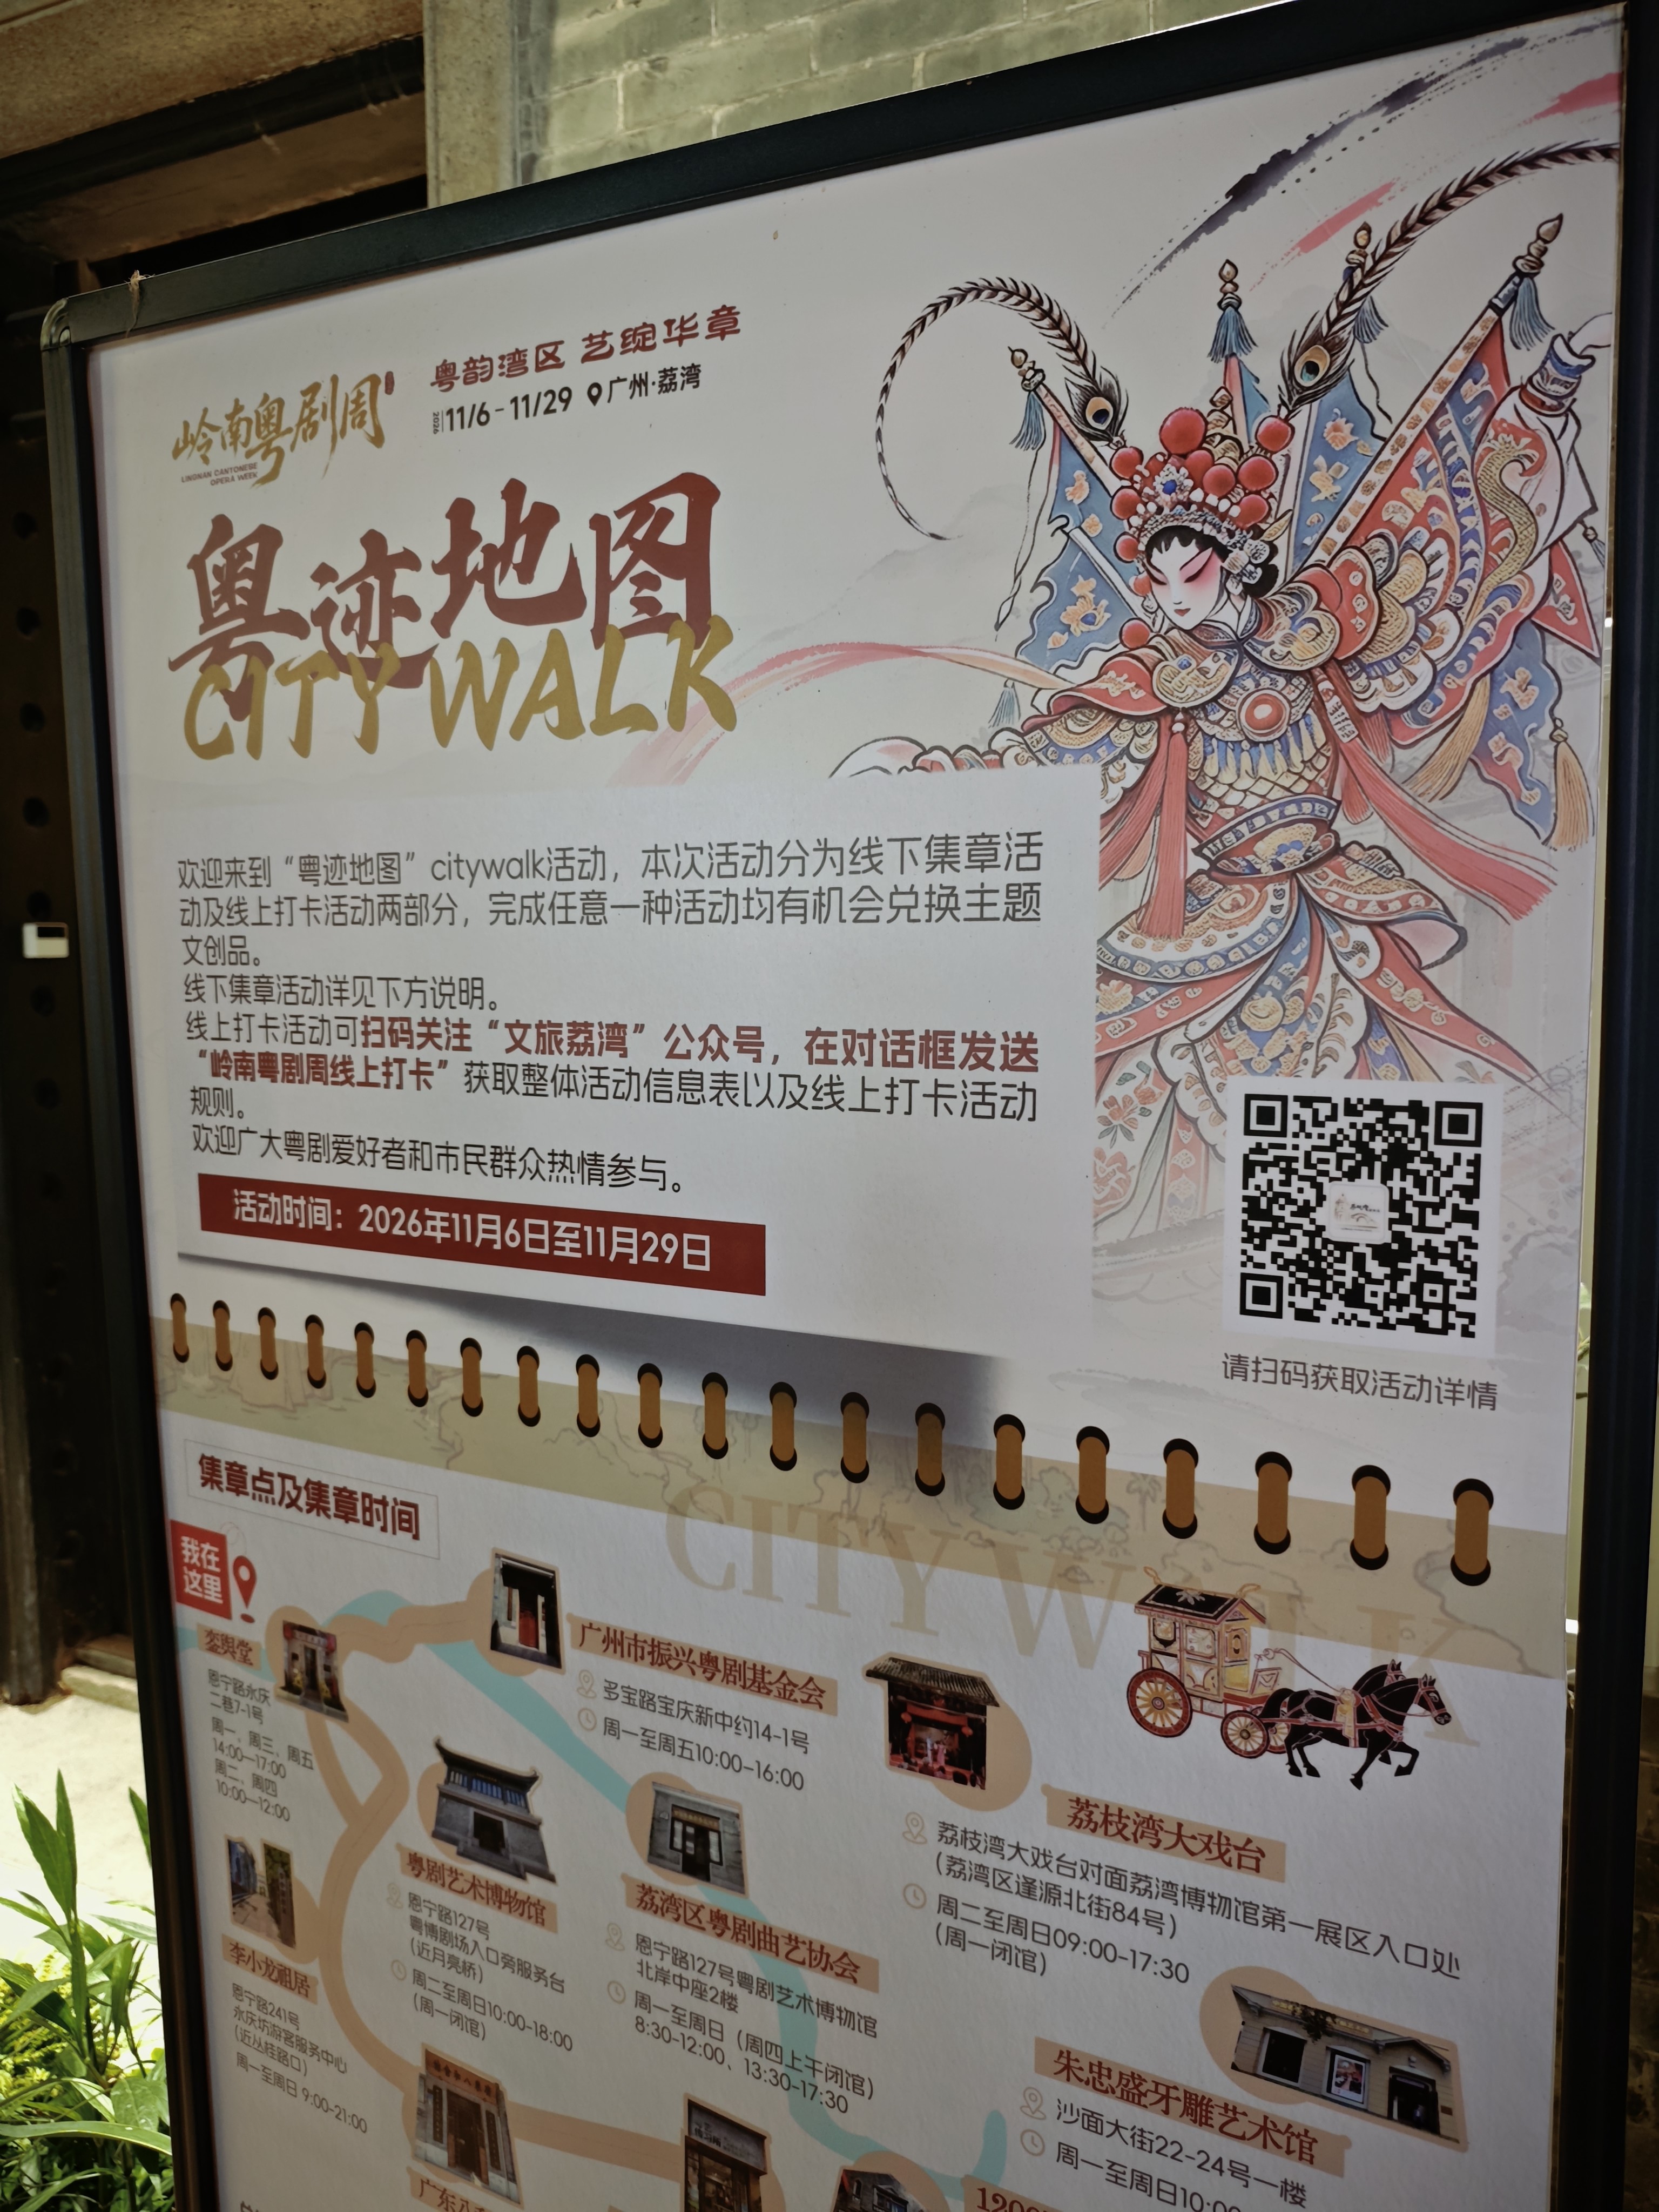 岭南粤剧周
LINGNAN CANTONESE
OPERA WEEK
粤韵湾区 艺绽华章
2026 11/6-11/29 广州·荔湾
粤迹地图
CITY WALK
欢迎来到“粤迹地图”citywalk活动，本次活动分为线下集章活
动及线上打卡活动两部分，完成任意一种活动均有机会兑换主题
文创品。
线下集章活动详见下方说明。
线上打卡活动可扫码关注“文旅荔湾”公众号，在对话框发送
“岭南粤剧周线上打卡”获取整体活动信息表以及线上打卡活动
规则。
欢迎广大粤剧爱好者和市民群众热情参与。
活动时间：2026年11月6日至11月29日
请扫码获取活动详情
集章点及集章时间
CITY WALK
我在
这里
銮舆堂
恩宁路永庆
二巷7-1号
周一、周三、周五
14:00—17:00
周二、周四
10:00—12:00
广州市振兴粤剧基金会
多宝路宝庆新中约14-1号
周一至周五10:00-16:00
荔枝湾大戏台
荔枝湾大戏台对面荔湾博物馆第一展区入口处
(荔湾区逢源北街84号)
周二至周日09:00-17:30
(周一闭馆)
粤剧艺术博物馆
恩宁路127号
粤博剧场入口旁服务台
(近月亮桥)
周二至周日10:00-18:00
(周一闭馆)
荔湾区粤剧曲艺协会
恩宁路127号粤剧艺术博物馆
北岸中座2楼
周一至周日（周四上午闭馆）
8:30-12:00、13:30-17:30
李小龙祖居
恩宁路241号
永庆坊游客服务中心
(近丛桂路口)
周一至周日 9:00-21:00
朱忠盛牙雕艺术馆
沙面大街22-24号一楼
周一至周日10:00
广东八和
1200